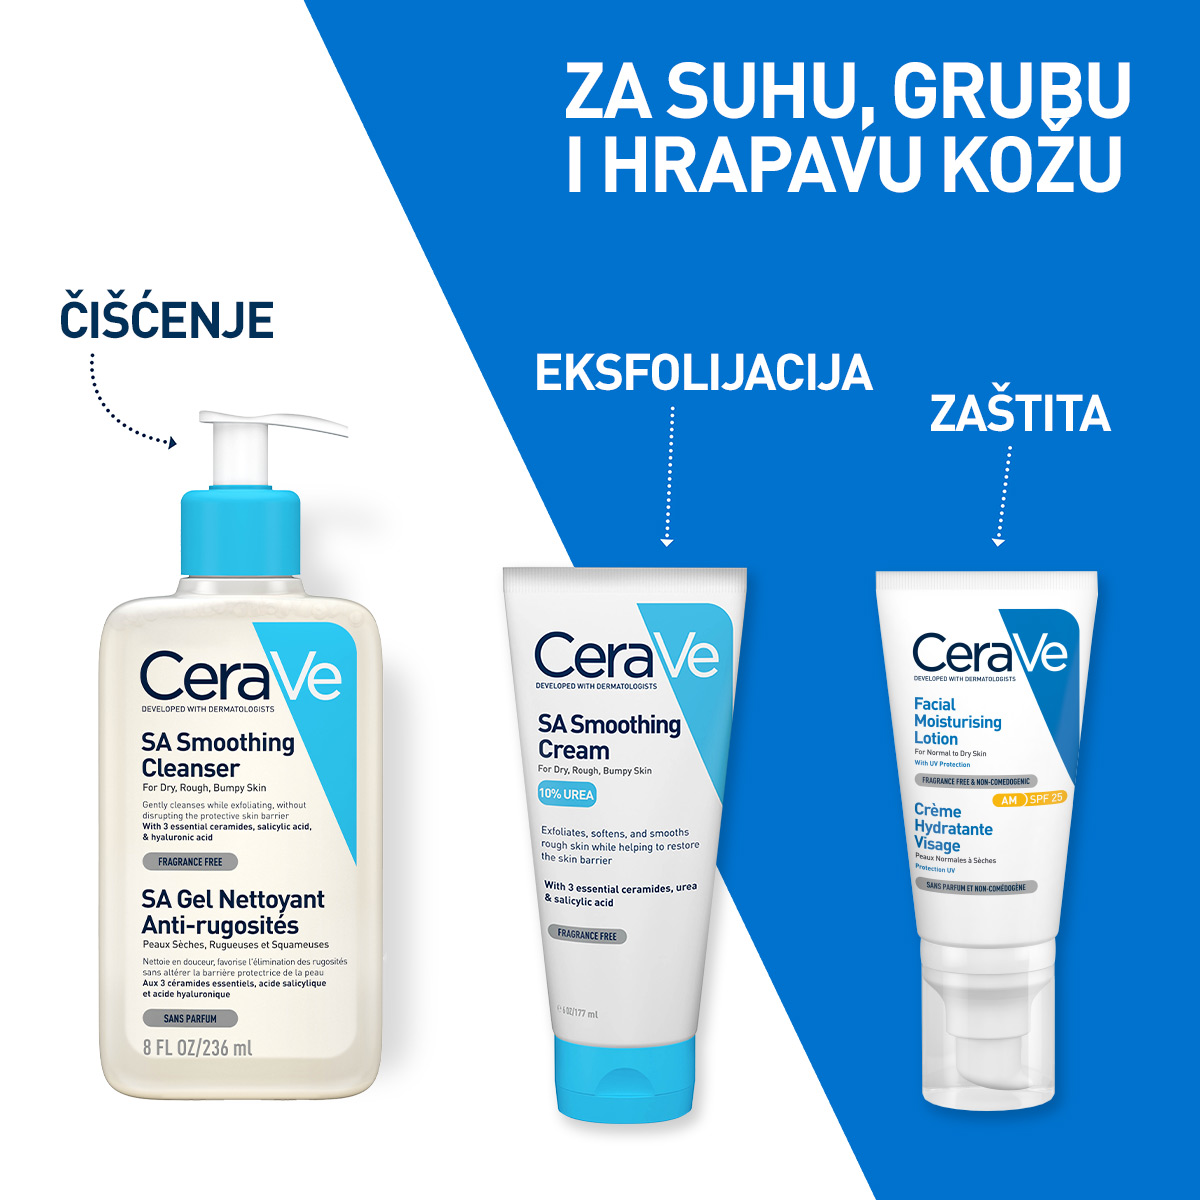 ZA SUHU, GRUBU
I HRAPAVU KOŽU
ČIŠĆENJE
EKSFOLIJACIJA
ZAŠTITA
CeraVe
DEVELOPED WITH DERMATOLOGISTS
SA Smoothing
Cleanser
For Dry, Rough, Bumpy Skin
Gently cleanses while exfoliating, without
disrupting the protective skin barrier
With 3 essential ceramides, salicylic acid,
& hyaluronic acid
FRAGRANCE FREE
SA Gel Nettoyant
Anti-rugosités
Peaux Sèches, Rugueuses et Squameuses
Nettoie en douceur, favorise l'élimination des rugosités
sans altérer la barrière protectrice de la peau
Aux 3 céramides essentiels, acide salicylique
et acide hyaluronique
SANS PARFUM
8 FL OZ/236 ml
CeraVe
DEVELOPED WITH DERMATOLOGISTS
SA Smoothing
Cream
For Dry, Rough, Bumpy Skin
10% UREA
Exfoliates, softens, and smooths
rough skin while helping to restore
the skin barrier
With 3 essential ceramides, urea
& salicylic acid
FRAGRANCE FREE
℮ 6 OZ/177 ml
CeraVe
DEVELOPED WITH DERMATOLOGISTS
Facial
Moisturising
Lotion
For Normal to Dry Skin
With UV Protection
FRAGRANCE FREE & NON-COMEDOGENIC
AM SPF 25
Crème
Hydratante
Visage
Peaux Normales à Sèches
Protection UV
SANS PARFUM ET NON-COMÉDOGÈNE